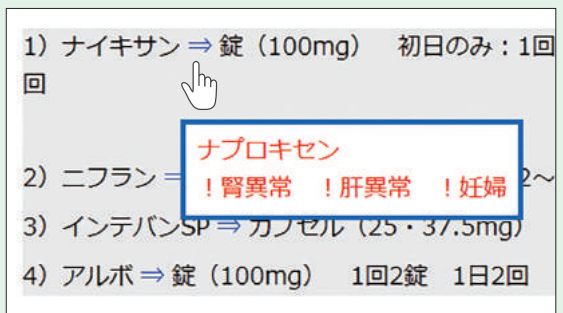 1）ナイキサン ⇒ 錠（100mg）　初日のみ：1回
回
ナプロキセン
！腎異常　！肝異常　！妊婦
2）ニフラン ⇒ 2～
3）インテバンSP ⇒ カプセル（25・37.5mg）
4）アルボ ⇒ 錠（100mg）　1回2錠　1日2回